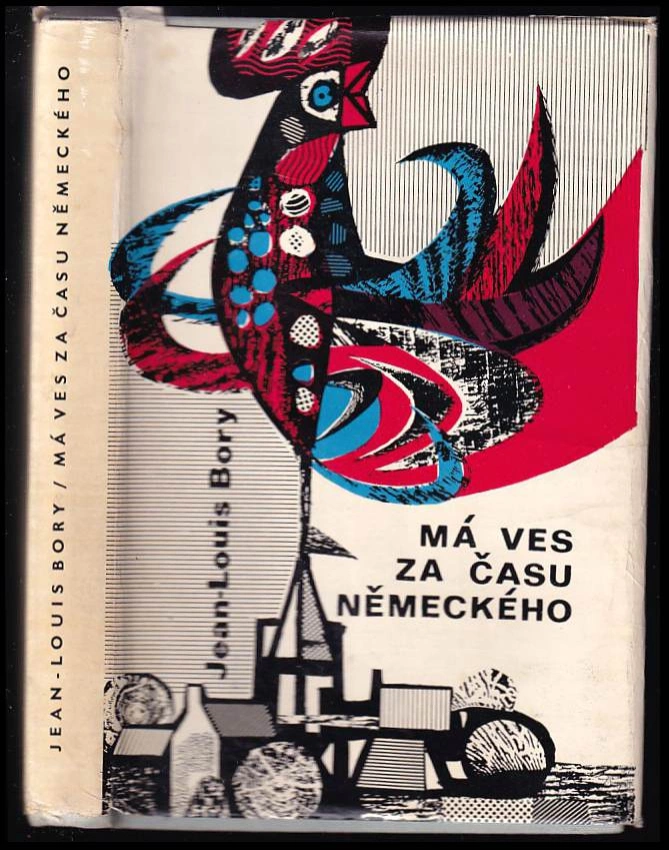 JEAN-LOUIS BORY / MÁ VES ZA ČASU NĚMECKÉHO
Jean-Louis Bory
MÁ VES
ZA ČASU
NĚMECKÉHO